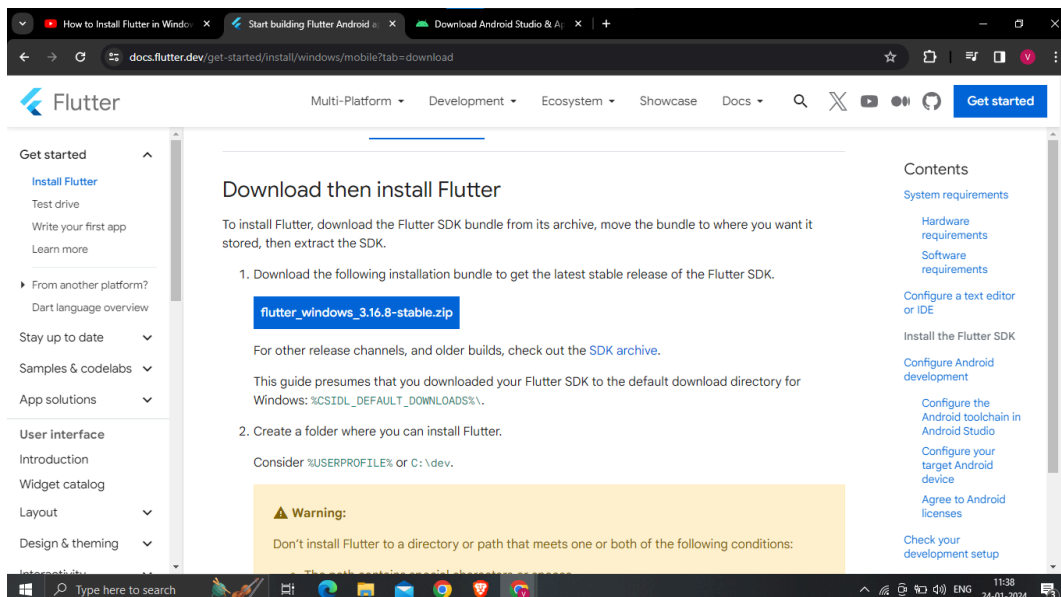 How to Install Flutter in Window
Start building Flutter Android a
Download Android Studio & Ap
docs.flutter.dev/get-started/install/windows/mobile?tab=download
V
Flutter
Multi-Platform
Development
Ecosystem
Showcase
Docs
Get started
Get started
Install Flutter
Test drive
Write your first app
Learn more
From another platform?
Dart language overview
Stay up to date
Samples & codelabs
App solutions
User interface
Introduction
Widget catalog
Layout
Design & theming
Interactivity
Download then install Flutter
To install Flutter, download the Flutter SDK bundle from its archive, move the bundle to where you want it
stored, then extract the SDK.
1. Download the following installation bundle to get the latest stable release of the Flutter SDK.
flutter_windows_3.16.8-stable.zip
For other release channels, and older builds, check out the SDK archive.
This guide presumes that you downloaded your Flutter SDK to the default download directory for
Windows: %CSIDL_DEFAULT_DOWNLOADS%\.
2. Create a folder where you can install Flutter.
Consider %USERPROFILE% or C:\dev.
Warning:
Don't install Flutter to a directory or path that meets one or both of the following conditions:
The path contains special characters or spaces
Contents
System requirements
Hardware
requirements
Software
requirements
Configure a text editor
or IDE
Install the Flutter SDK
Configure Android
development
Configure the
Android toolchain in
Android Studio
Configure your
target Android
device
Agree to Android
licenses
Check your
development setup
Type here to search
ENG
11:38
24-01-2024